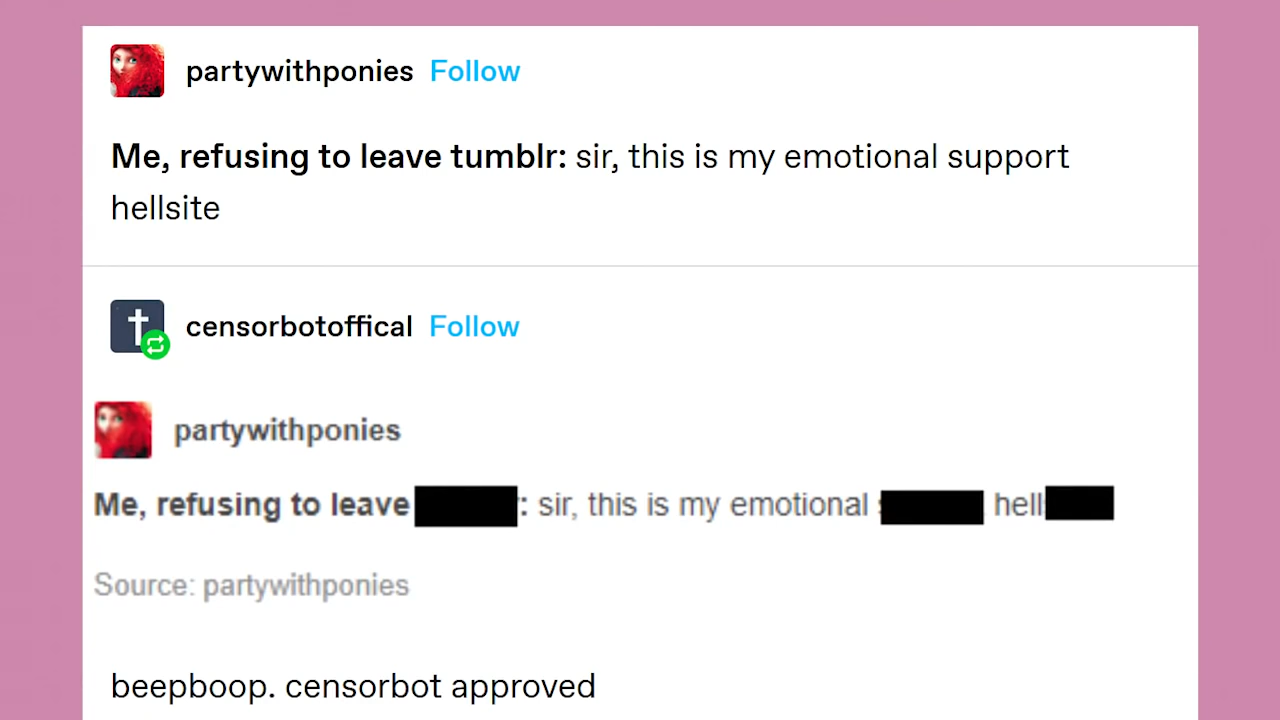 partywithponies Follow
Me, refusing to leave tumblr: sir, this is my emotional support
hellsite
censorbotoffical Follow
partywithponies
Me, refusing to leave : sir, this is my emotional hell
Source: partywithponies
beepboop. censorbot approved